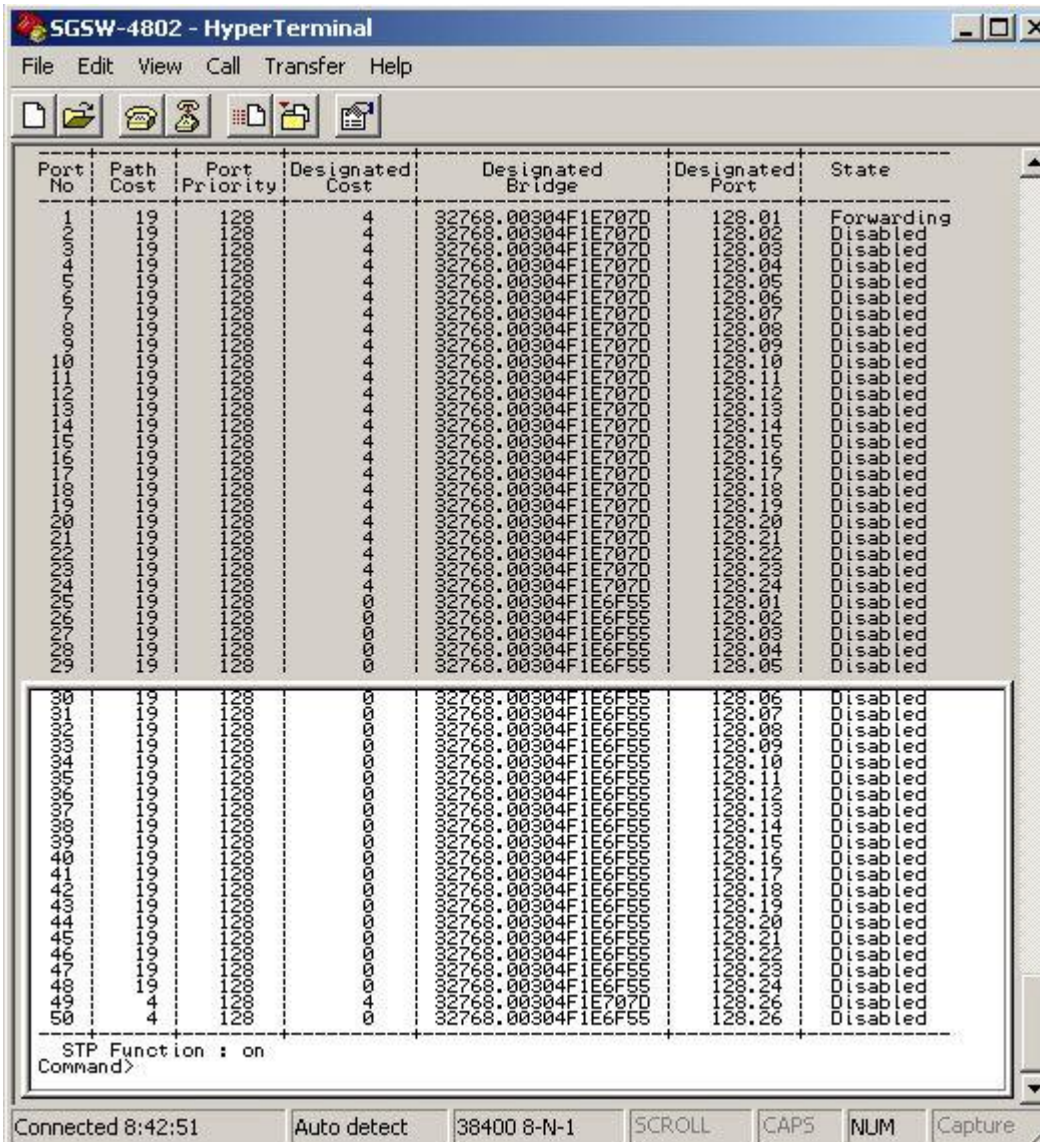 SGSW-4802 - HyperTerminal
File Edit View Call Transfer Help
Port No | Path Cost | Port Priority | Designated Cost | Designated Bridge | Designated Port | State
1 | 19 | 128 | 4 | 32768.00304F1E707D | 128.01 | Forwarding
2 | 19 | 128 | 4 | 32768.00304F1E707D | 128.02 | Disabled
3 | 19 | 128 | 4 | 32768.00304F1E707D | 128.03 | Disabled
4 | 19 | 128 | 4 | 32768.00304F1E707D | 128.04 | Disabled
5 | 19 | 128 | 4 | 32768.00304F1E707D | 128.05 | Disabled
6 | 19 | 128 | 4 | 32768.00304F1E707D | 128.06 | Disabled
7 | 19 | 128 | 4 | 32768.00304F1E707D | 128.07 | Disabled
8 | 19 | 128 | 4 | 32768.00304F1E707D | 128.08 | Disabled
9 | 19 | 128 | 4 | 32768.00304F1E707D | 128.09 | Disabled
10 | 19 | 128 | 4 | 32768.00304F1E707D | 128.10 | Disabled
11 | 19 | 128 | 4 | 32768.00304F1E707D | 128.11 | Disabled
12 | 19 | 128 | 4 | 32768.00304F1E707D | 128.12 | Disabled
13 | 19 | 128 | 4 | 32768.00304F1E707D | 128.13 | Disabled
14 | 19 | 128 | 4 | 32768.00304F1E707D | 128.14 | Disabled
15 | 19 | 128 | 4 | 32768.00304F1E707D | 128.15 | Disabled
16 | 19 | 128 | 4 | 32768.00304F1E707D | 128.16 | Disabled
17 | 19 | 128 | 4 | 32768.00304F1E707D | 128.17 | Disabled
18 | 19 | 128 | 4 | 32768.00304F1E707D | 128.18 | Disabled
19 | 19 | 128 | 4 | 32768.00304F1E707D | 128.19 | Disabled
20 | 19 | 128 | 4 | 32768.00304F1E707D | 128.20 | Disabled
21 | 19 | 128 | 4 | 32768.00304F1E707D | 128.21 | Disabled
22 | 19 | 128 | 4 | 32768.00304F1E707D | 128.22 | Disabled
23 | 19 | 128 | 4 | 32768.00304F1E707D | 128.23 | Disabled
24 | 19 | 128 | 4 | 32768.00304F1E707D | 128.24 | Disabled
25 | 19 | 128 | 0 | 32768.00304F1E6F55 | 128.01 | Disabled
26 | 19 | 128 | 0 | 32768.00304F1E6F55 | 128.02 | Disabled
27 | 19 | 128 | 0 | 32768.00304F1E6F55 | 128.03 | Disabled
28 | 19 | 128 | 0 | 32768.00304F1E6F55 | 128.04 | Disabled
29 | 19 | 128 | 0 | 32768.00304F1E6F55 | 128.05 | Disabled
30 | 19 | 128 | 0 | 32768.00304F1E6F55 | 128.06 | Disabled
31 | 19 | 128 | 0 | 32768.00304F1E6F55 | 128.07 | Disabled
32 | 19 | 128 | 0 | 32768.00304F1E6F55 | 128.08 | Disabled
33 | 19 | 128 | 0 | 32768.00304F1E6F55 | 128.09 | Disabled
34 | 19 | 128 | 0 | 32768.00304F1E6F55 | 128.10 | Disabled
35 | 19 | 128 | 0 | 32768.00304F1E6F55 | 128.11 | Disabled
36 | 19 | 128 | 0 | 32768.00304F1E6F55 | 128.12 | Disabled
37 | 19 | 128 | 0 | 32768.00304F1E6F55 | 128.13 | Disabled
38 | 19 | 128 | 0 | 32768.00304F1E6F55 | 128.14 | Disabled
39 | 19 | 128 | 0 | 32768.00304F1E6F55 | 128.15 | Disabled
40 | 19 | 128 | 0 | 32768.00304F1E6F55 | 128.16 | Disabled
41 | 19 | 128 | 0 | 32768.00304F1E6F55 | 128.17 | Disabled
42 | 19 | 128 | 0 | 32768.00304F1E6F55 | 128.18 | Disabled
43 | 19 | 128 | 0 | 32768.00304F1E6F55 | 128.19 | Disabled
44 | 19 | 128 | 0 | 32768.00304F1E6F55 | 128.20 | Disabled
45 | 19 | 128 | 0 | 32768.00304F1E6F55 | 128.21 | Disabled
46 | 19 | 128 | 0 | 32768.00304F1E6F55 | 128.22 | Disabled
47 | 19 | 128 | 0 | 32768.00304F1E6F55 | 128.23 | Disabled
48 | 19 | 128 | 0 | 32768.00304F1E6F55 | 128.24 | Disabled
49 | 4 | 128 | 4 | 32768.00304F1E707D | 128.26 | Disabled
50 | 4 | 128 | 0 | 32768.00304F1E6F55 | 128.26 | Disabled
STP Function : on
Command>
Connected 8:42:51 Auto detect 38400 8-N-1 SCROLL CAPS NUM Capture